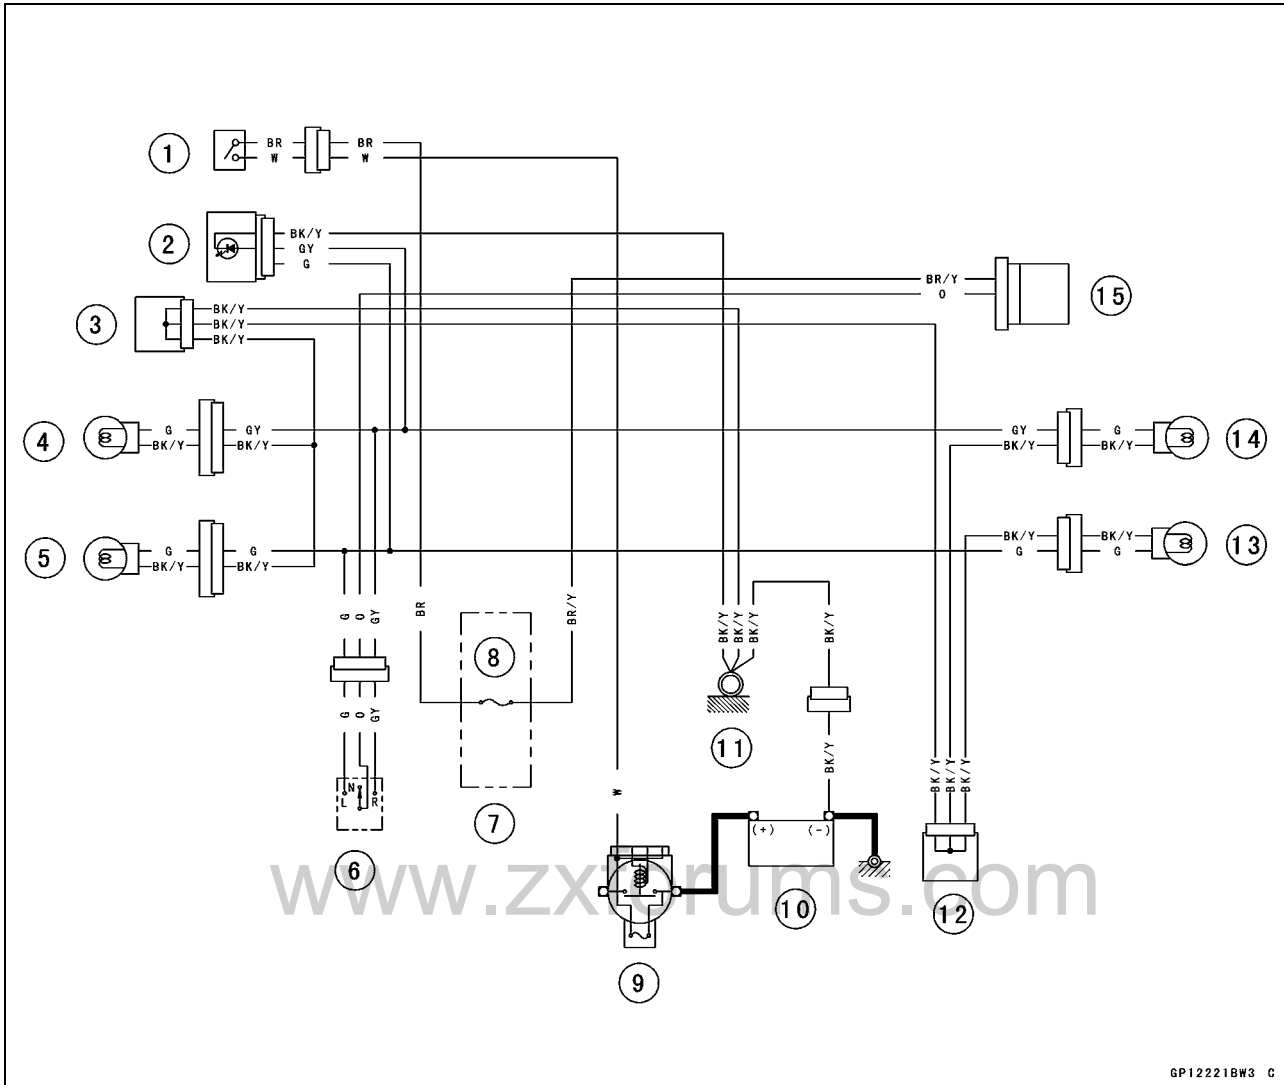 1 BR BR
W W
2 BK/Y
GY
G
BR/Y
O
15
3 BK/Y
BK/Y
BK/Y
4 G GY GY G 14
BK/Y BK/Y BK/Y BK/Y
5 G G BK/Y BK/Y 13
BK/Y BK/Y G G
G O GY BR BR/Y BK/Y BK/Y BK/Y BK/Y
8
G O GY
11
BK/Y BK/Y BK/Y BK/Y
L N R W
7
(+) (-)
6
www.zxforums.com
10
12
9
GP12221BW3 C